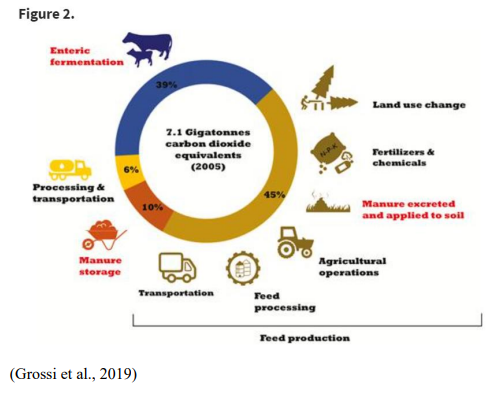 Figure 2.
Enteric
fermentation
39%
7.1 Gigatonnes
carbon dioxide
equivalents
(2005)
Land use change
N-P-K
Fertilizers &
chemicals
6%
Processing &
transportation
45%
Manure excreted
and applied to soil
10%
Manure
storage
Agricultural
operations
Transportation
Feed
processing
Feed production
(Grossi et al., 2019)